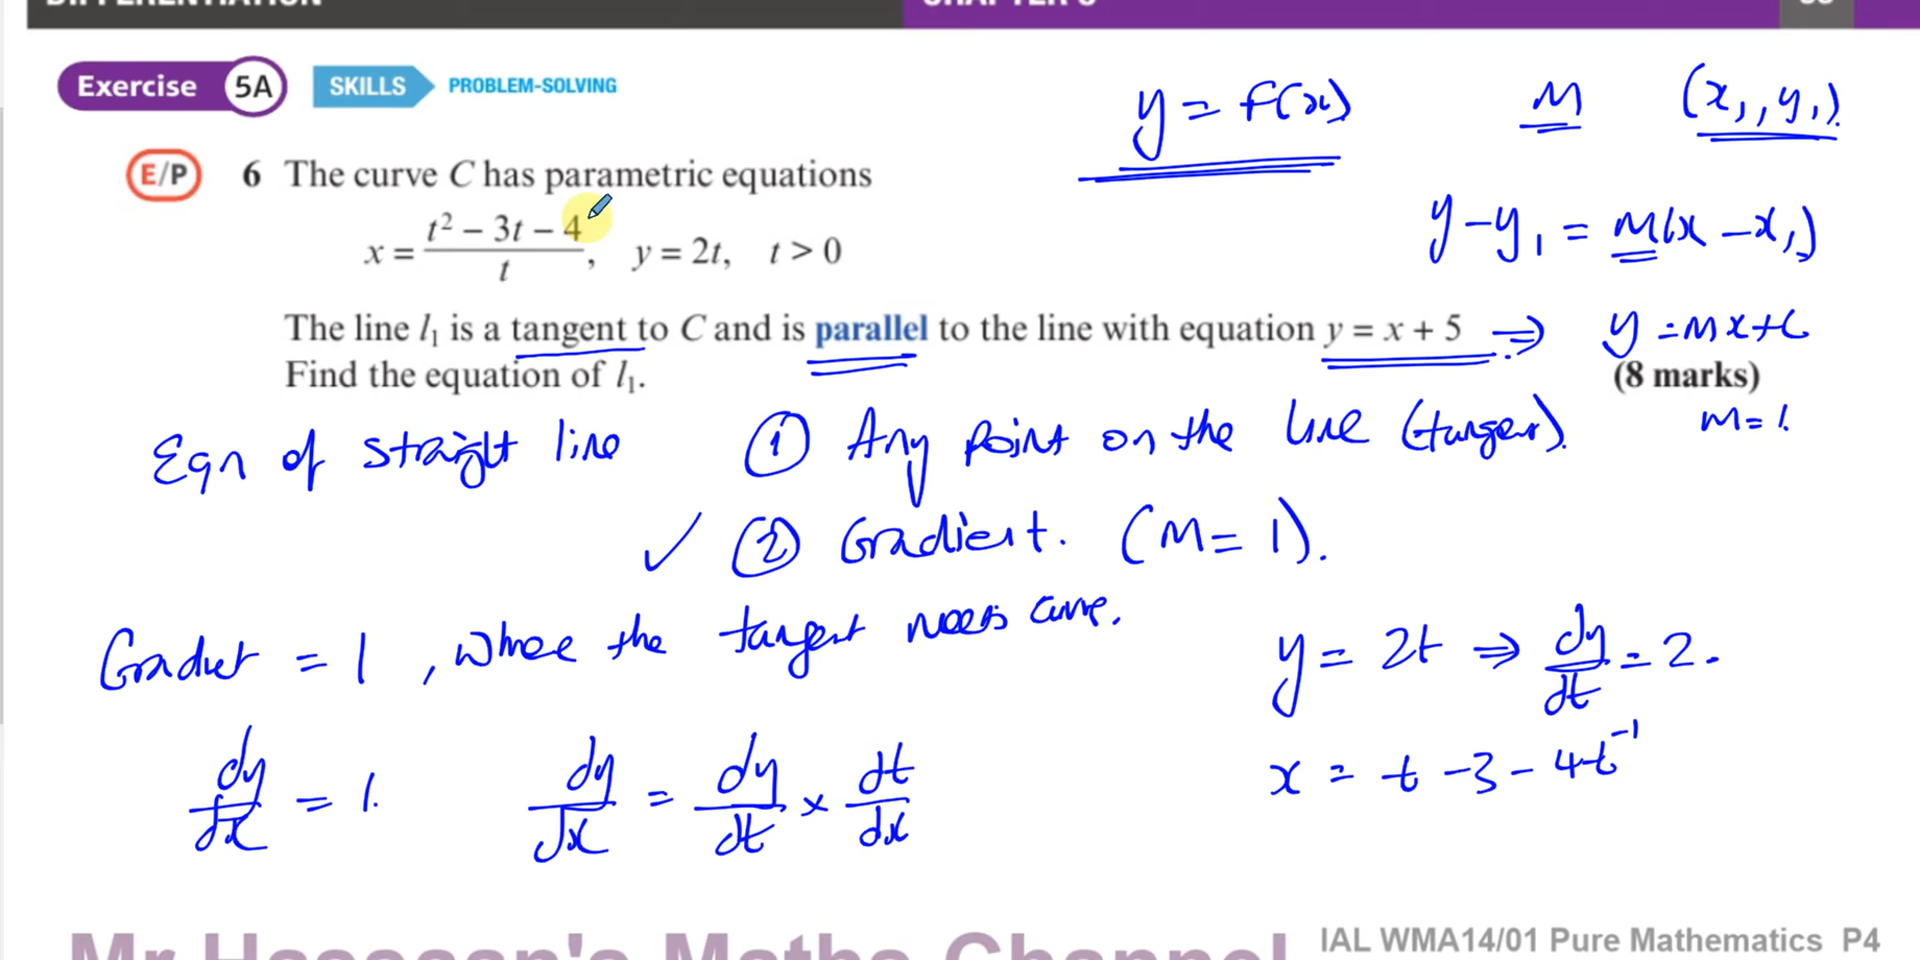 DIFFERENTIATION CHAPTER 5
Exercise 5A SKILLS PROBLEM-SOLVING
y = f(x) M (x₁, y₁)
E/P 6 The curve C has parametric equations
x = (t² – 3t – 4)/t, y = 2t, t > 0
y – y₁ = m(x – x₁)
The line l₁ is a tangent to C and is parallel to the line with equation y = x + 5 ⇒ y = mx + c
Find the equation of l₁. (8 marks)
m = 1.
Eqn of straight line ① Any point on the line (tangent).
✓ ② Gradient. (M = 1).
Gradient = 1, where the tangent meets curve.
y = 2t ⇒ dy/dt = 2.
dy/dx = 1. dy/dx = dy/dt × dt/dx
x = t – 3 – 4t⁻¹
Mr Hassaan's Maths Channel
IAL WMA14/01 Pure Mathematics P4